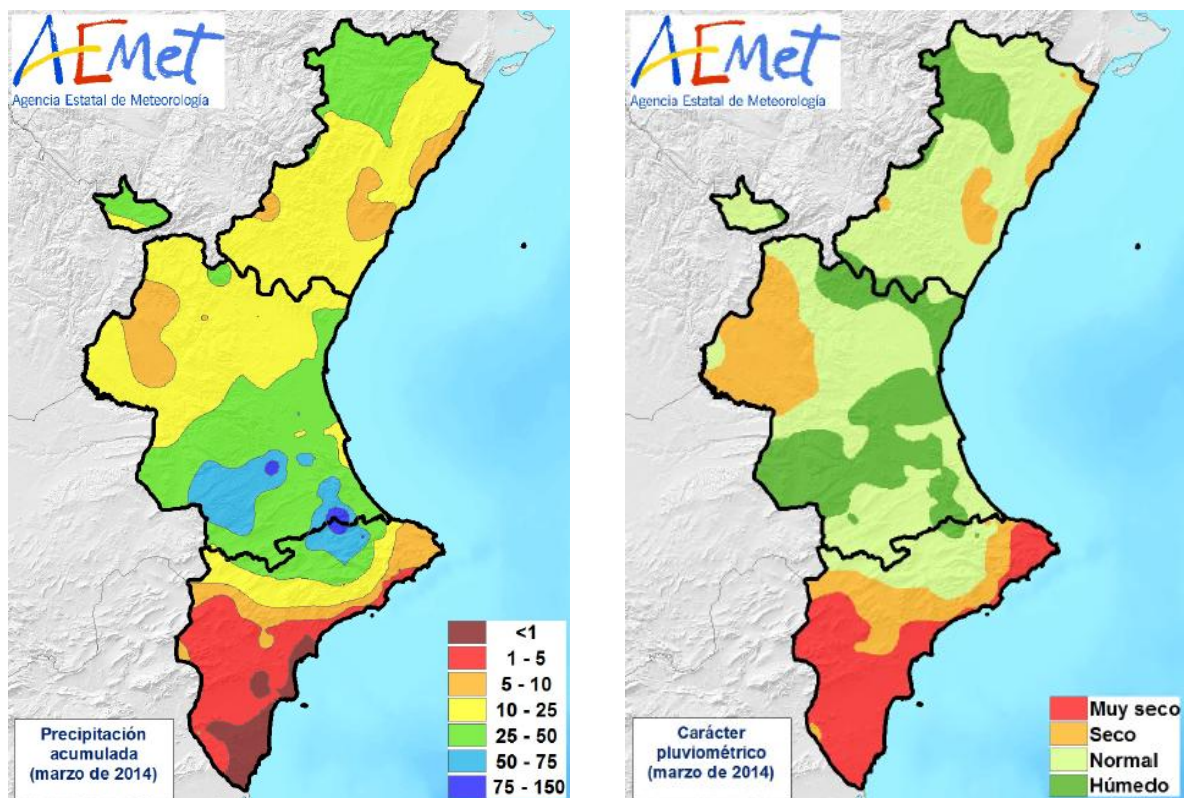 AEMet
Agencia Estatal de Meteorología
<1
1 - 5
5 - 10
10 - 25
25 - 50
50 - 75
75 - 150
Precipitación
acumulada
(marzo de 2014)
AEMet
Agencia Estatal de Meteorología
Muy seco
Seco
Normal
Húmedo
Carácter
pluviométrico
(marzo de 2014)